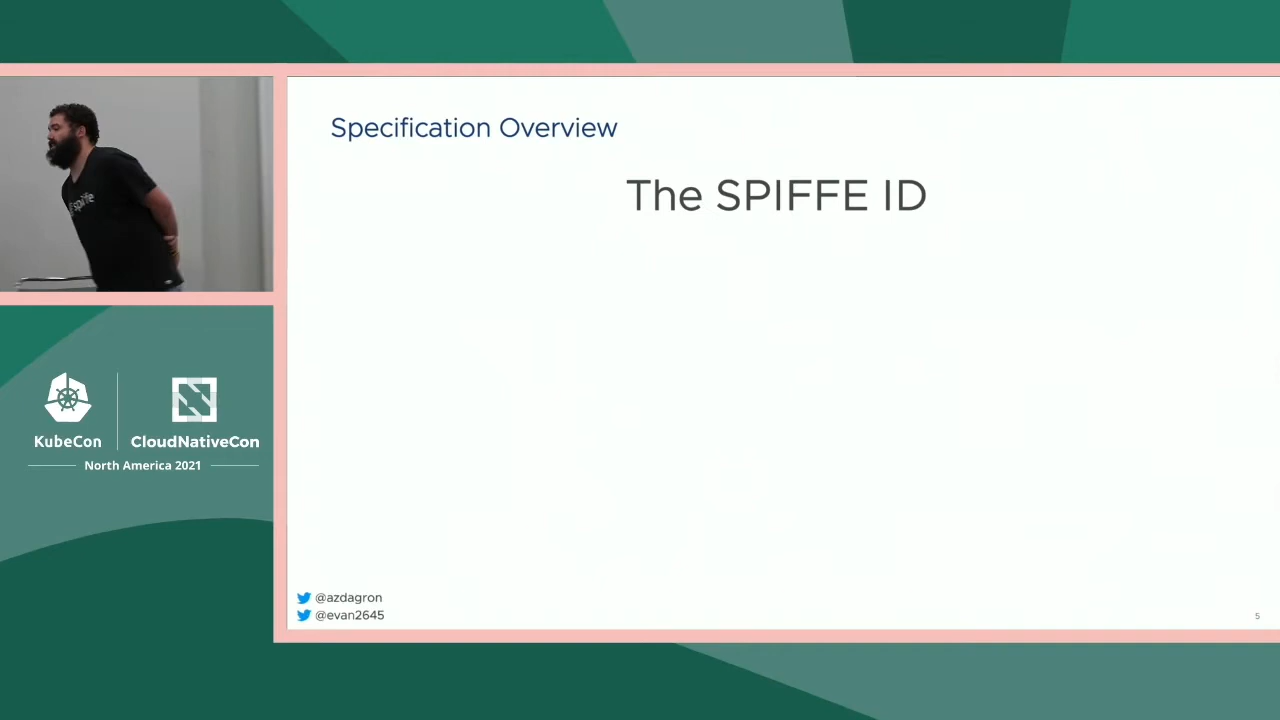 Specification Overview
The SPIFFE ID
spiffe
KubeCon
CloudNativeCon
North America 2021
@azdagron
@evan2645
5